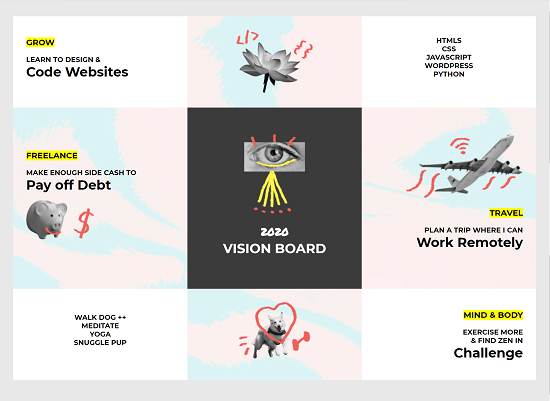 GROW
LEARN TO DESIGN &
Code Websites
</>
{}
{}
HTML5
CSS
JAVASCRIPT
WORDPRESS
PYTHON
FREELANCE
MAKE ENOUGH SIDE CASH TO
Pay off Debt
$
2020
VISION BOARD
TRAVEL
PLAN A TRIP WHERE I CAN
Work Remotely
WALK DOG ++
MEDITATE
YOGA
SNUGGLE PUP
MIND & BODY
EXERCISE MORE
& FIND ZEN IN
Challenge